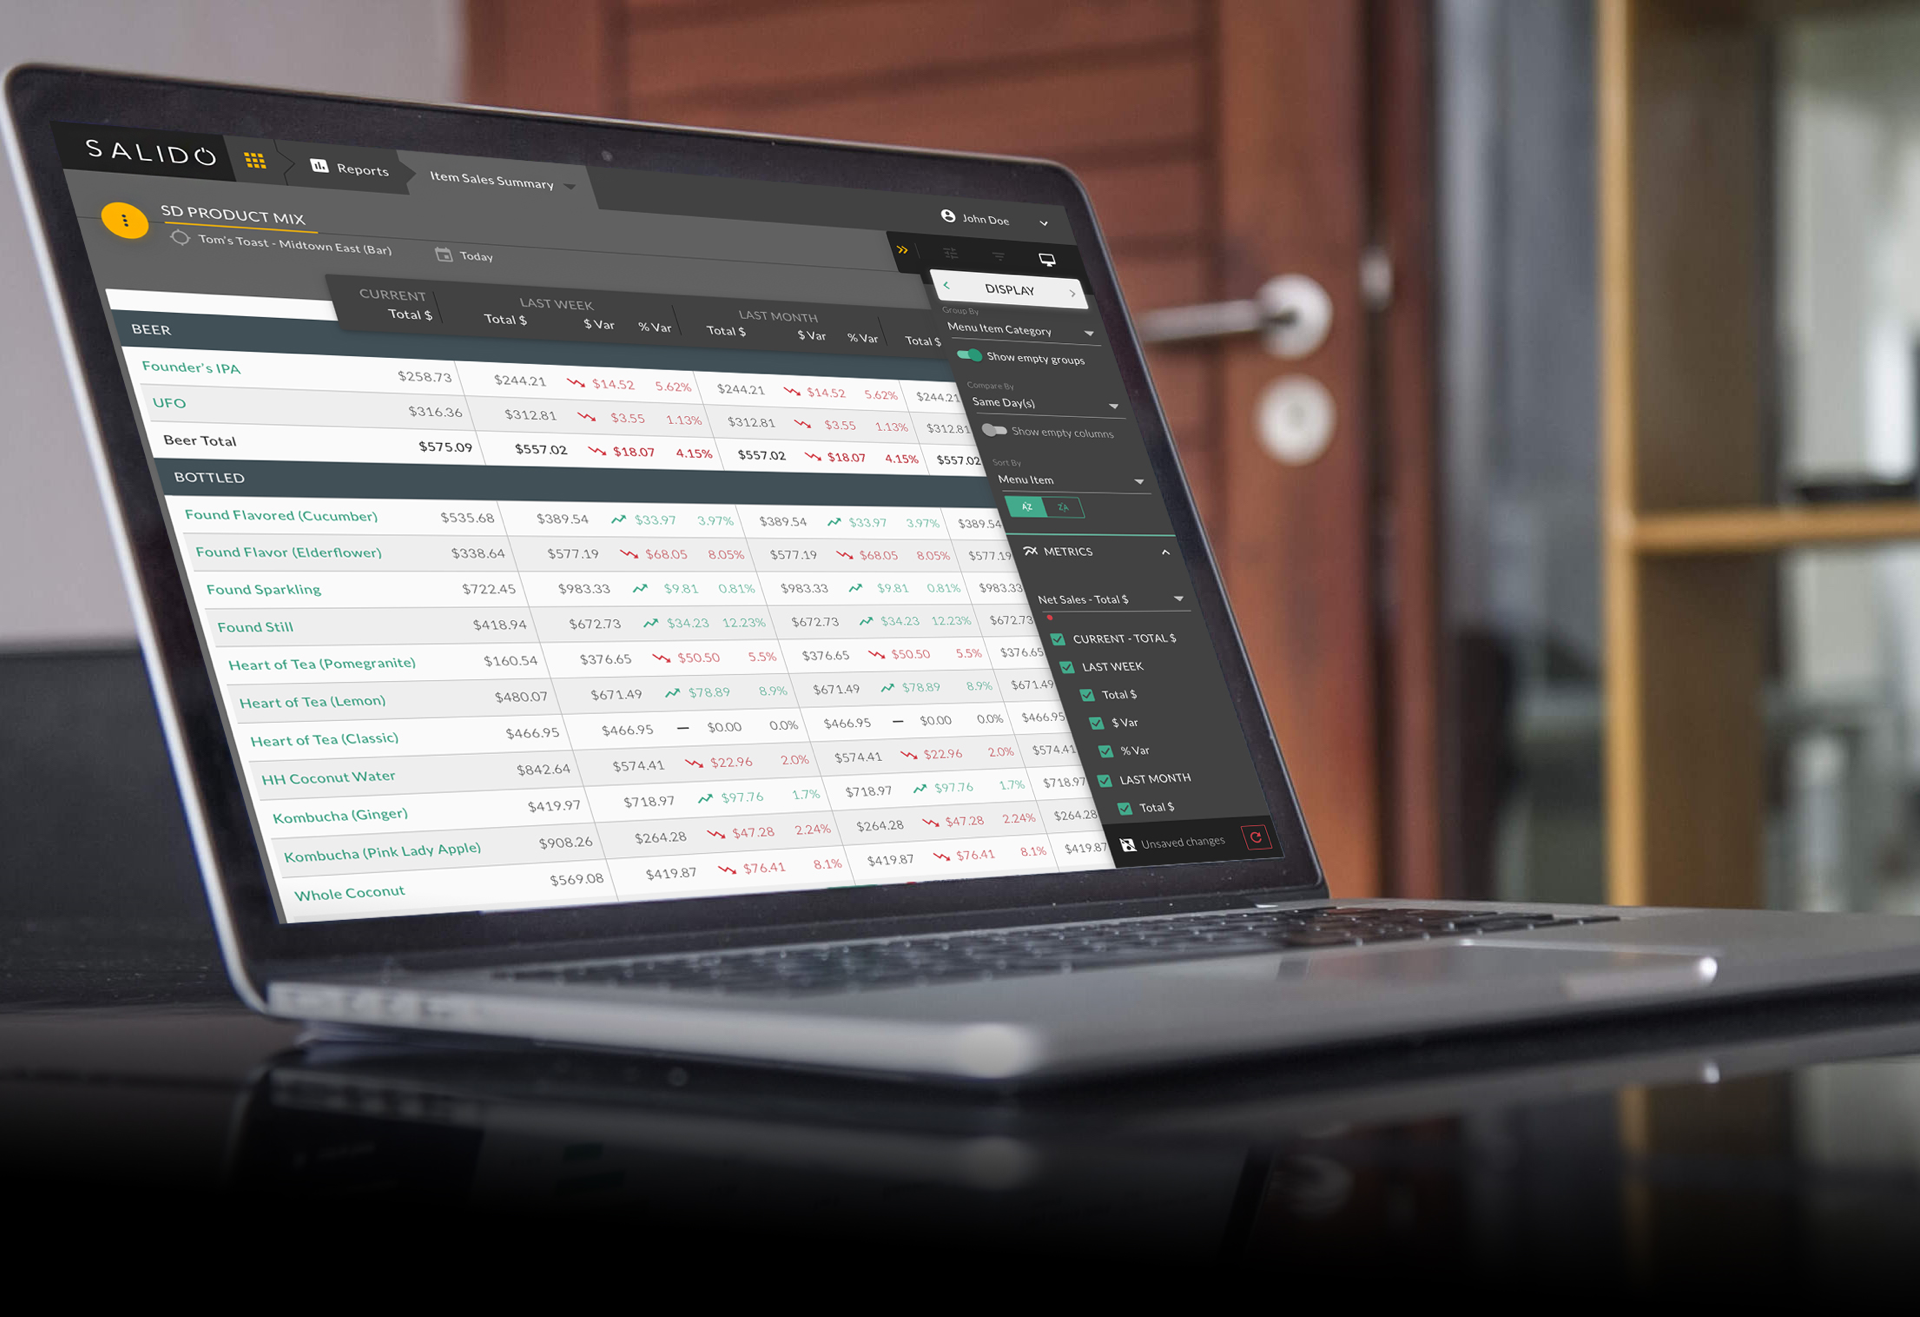 SALIDO
Reports
Item Sales Summary
John Doe
SD PRODUCT MIX
Tom's Toast - Midtown East (Bar)
Today
CURRENT LAST WEEK LAST MONTH
Total $ Total $ $ Var % Var Total $ $ Var % Var Total $
BEER
Founder's IPA $258.73 $244.21 $14.52 5.62% $244.21 $14.52 5.62% $244.21
UFO $316.36 $312.81 $3.55 1.13% $312.81 $3.55 1.13% $312.81
Beer Total $575.09 $557.02 $18.07 4.15% $557.02 $18.07 4.15% $557.02
BOTTLED
Found Flavored (Cucumber) $535.68 $389.54 $33.97 3.97% $389.54 $33.97 3.97% $389.54
Found Flavor (Elderflower) $338.64 $577.19 $68.05 8.05% $577.19 $68.05 8.05% $577.19
Found Sparkling $722.45 $983.33 $9.81 0.81% $983.33 $9.81 0.81% $983.33
Found Still $418.94 $672.73 $34.23 12.23% $672.73 $34.23 12.23% $672.73
Heart of Tea (Pomegranite) $160.54 $376.65 $50.50 5.5% $376.65 $50.50 5.5% $376.65
Heart of Tea (Lemon) $480.07 $671.49 $78.89 8.9% $671.49 $78.89 8.9% $671.49
Heart of Tea (Classic) $466.95 $466.95 — $0.00 0.0% $466.95 — $0.00 0.0% $466.95
HH Coconut Water $842.64 $574.41 $22.96 2.0% $574.41 $22.96 2.0% $574.41
Kombucha (Ginger) $419.97 $718.97 $97.76 1.7% $718.97 $97.76 1.7% $718.97
Kombucha (Pink Lady Apple) $908.26 $264.28 $47.28 2.24% $264.28 $47.28 2.24% $264.28
Whole Coconut $569.08 $419.87 $76.41 8.1% $419.87 $76.41 8.1% $419.87
DISPLAY
Group By
Menu Item Category
Show empty groups
Compare By
Same Day(s)
Show empty columns
Sort By
Menu Item
AZ ZA
METRICS
Net Sales - Total $
CURRENT - TOTAL $
LAST WEEK
Total $
$ Var
% Var
LAST MONTH
Total $
Unsaved changes